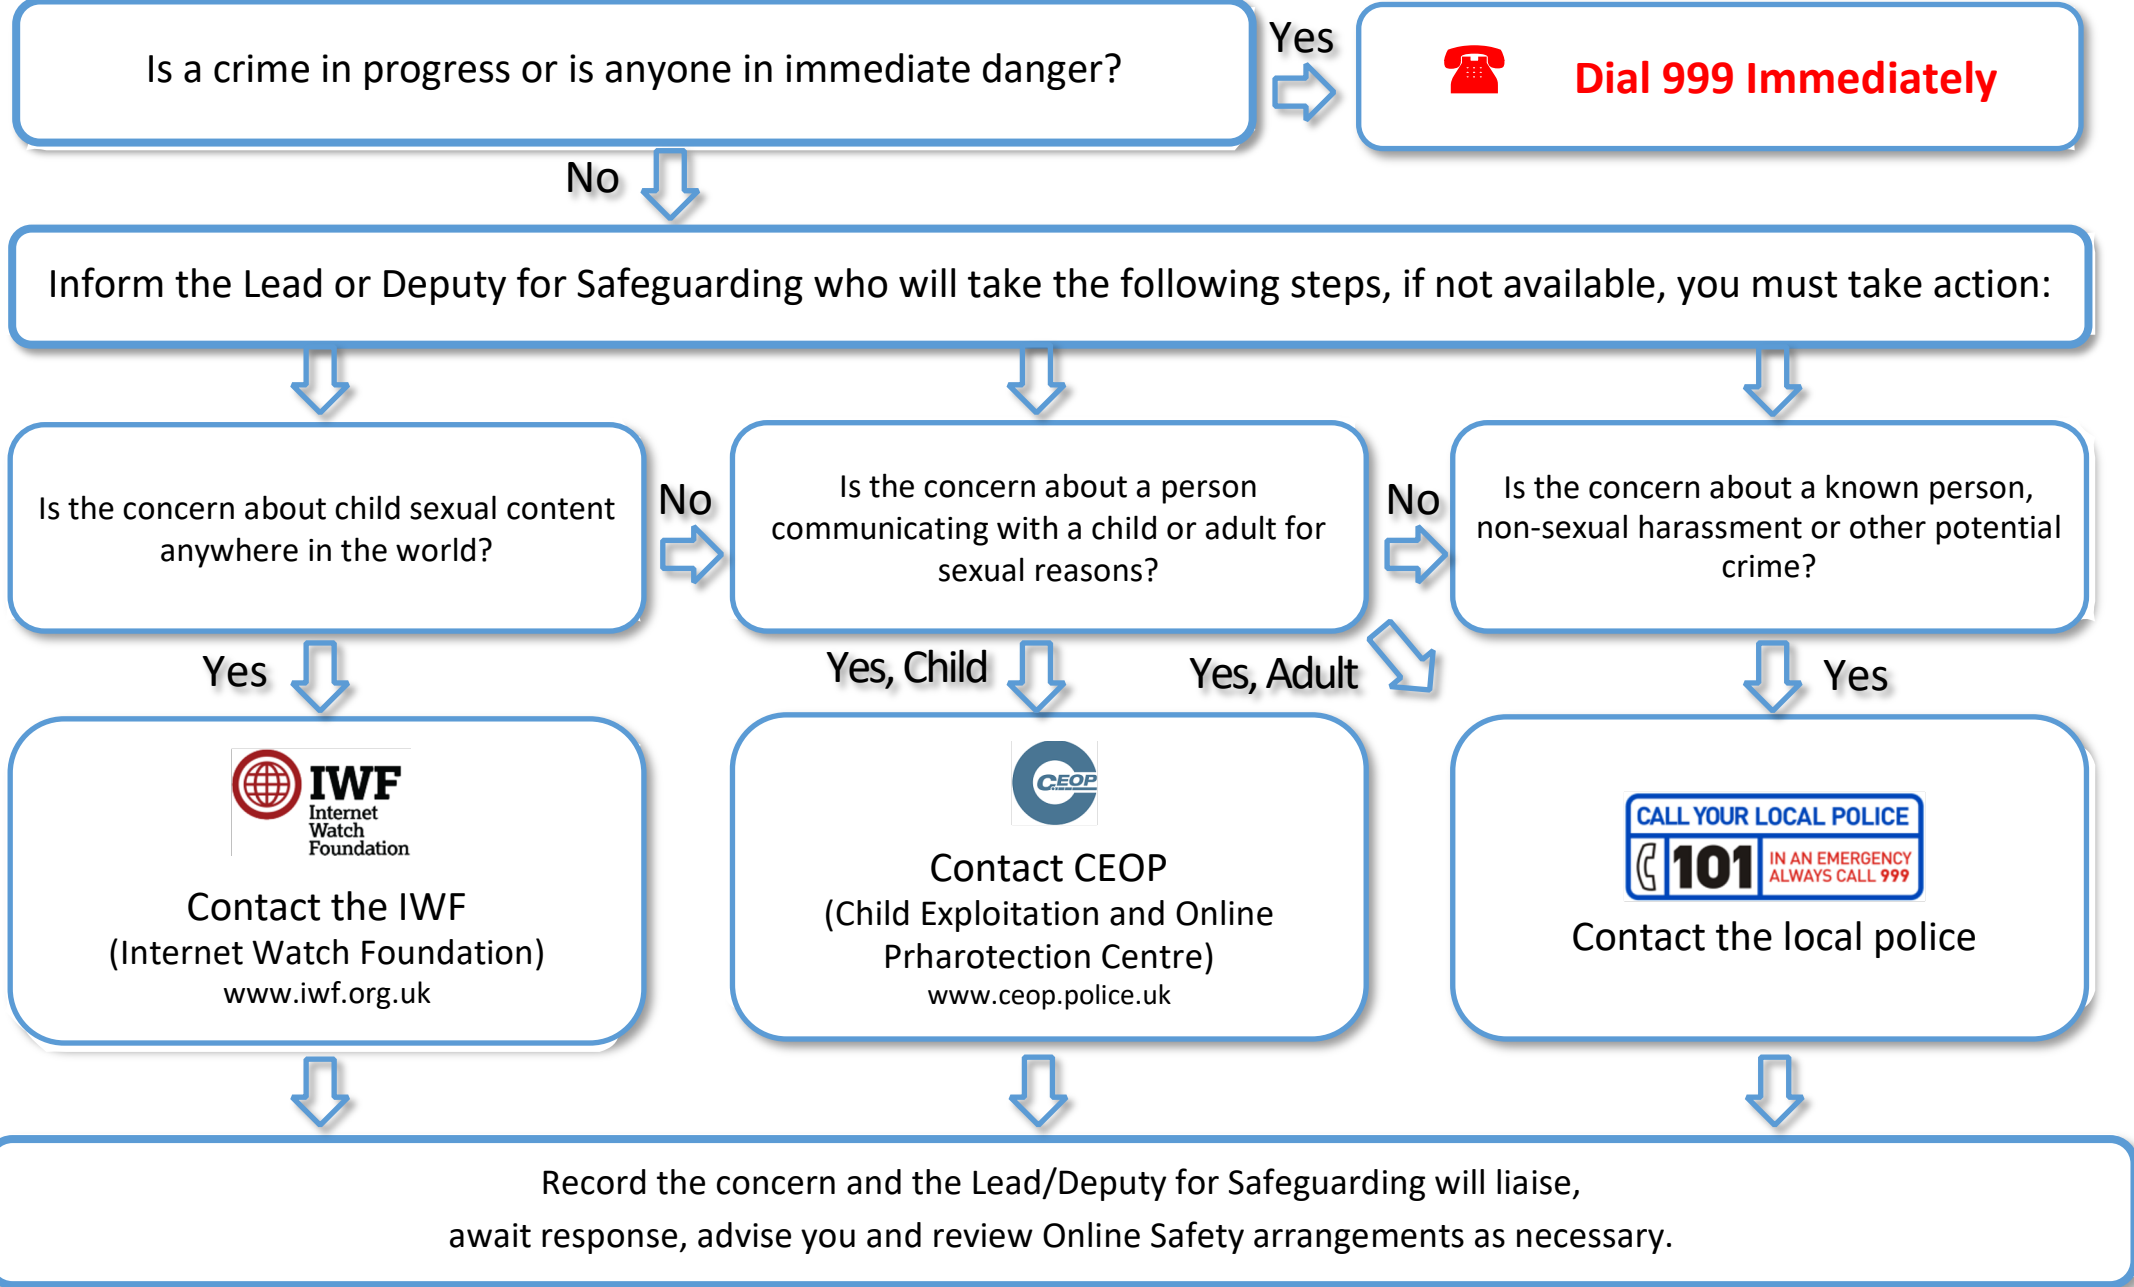 Is a crime in progress or is anyone in immediate danger?
Yes
Dial 999 Immediately
No
Inform the Lead or Deputy for Safeguarding who will take the following steps, if not available, you must take action:
Is the concern about child sexual content
anywhere in the world?
No
Is the concern about a person
communicating with a child or adult for
sexual reasons?
No
Is the concern about a known person,
non-sexual harassment or other potential
crime?
Yes
Yes, Child
Yes, Adult
Yes
IWF
Internet
Watch
Foundation
Contact the IWF
(Internet Watch Foundation)
www.iwf.org.uk
CEOP
Contact CEOP
(Child Exploitation and Online
Prharotection Centre)
www.ceop.police.uk
CALL YOUR LOCAL POLICE
101
IN AN EMERGENCY
ALWAYS CALL 999
Contact the local police
Record the concern and the Lead/Deputy for Safeguarding will liaise,
await response, advise you and review Online Safety arrangements as necessary.